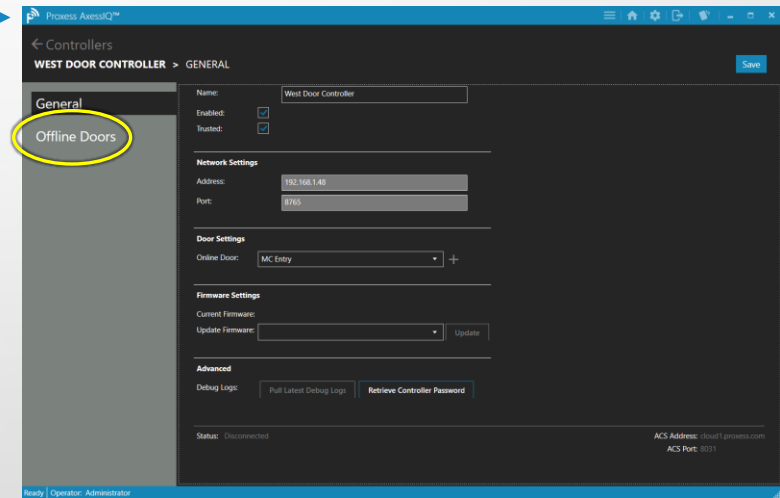 Proxess AxessIQ™
Controllers
WEST DOOR CONTROLLER > GENERAL
Save
General
Offline Doors
Name: West Door Controller
Enabled:
Trusted:
Network Settings
Address: 192.168.1.48
Port: 8765
Door Settings
Online Door: MC Entry
Firmware Settings
Current Firmware:
Update Firmware: Update
Advanced
Debug Logs: Pull Latest Debug Logs Retrieve Controller Password
Status: Disconnected
ACS Address: cloud1.proxess.com
ACS Port: 8031
Ready Operator: Administrator